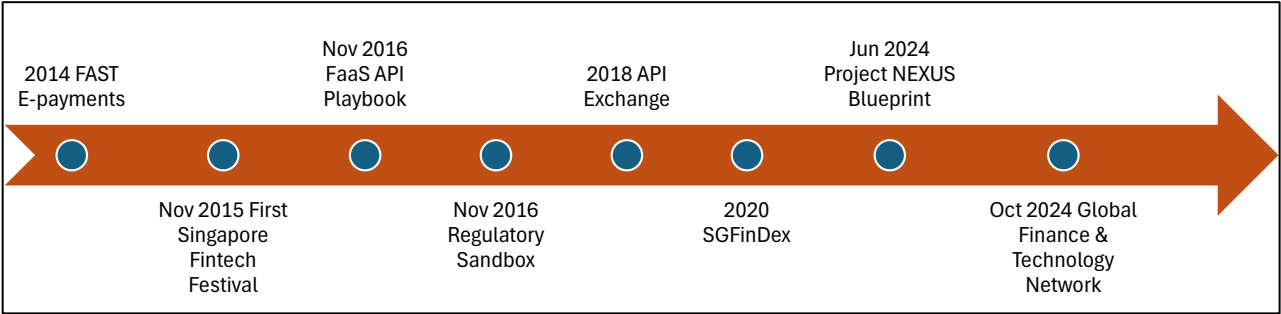 2014 FAST
E-payments
Nov 2015 First
Singapore
Fintech
Festival
Nov 2016
FaaS API
Playbook
Nov 2016
Regulatory
Sandbox
2018 API
Exchange
2020
SGFinDex
Jun 2024
Project NEXUS
Blueprint
Oct 2024 Global
Finance &
Technology
Network